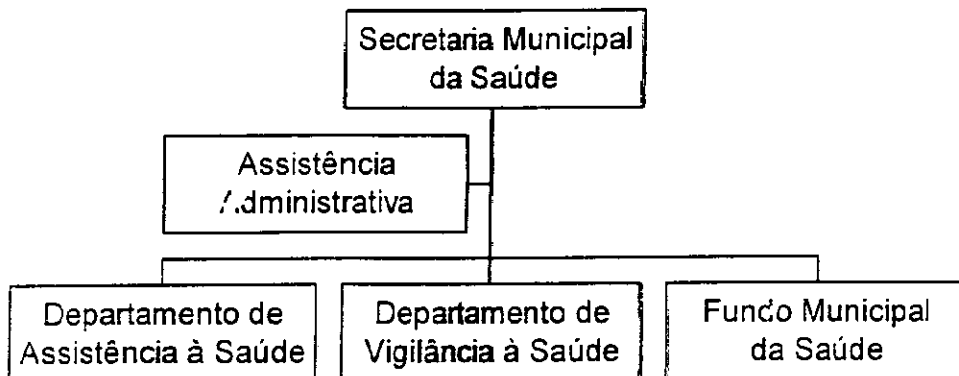 Secretaria Municipal
da Saúde
Assistência
Administrativa
Departamento de
Assistência à Saúde
Departamento de
Vigilância à Saúde
Fundo Municipal
da Saúde